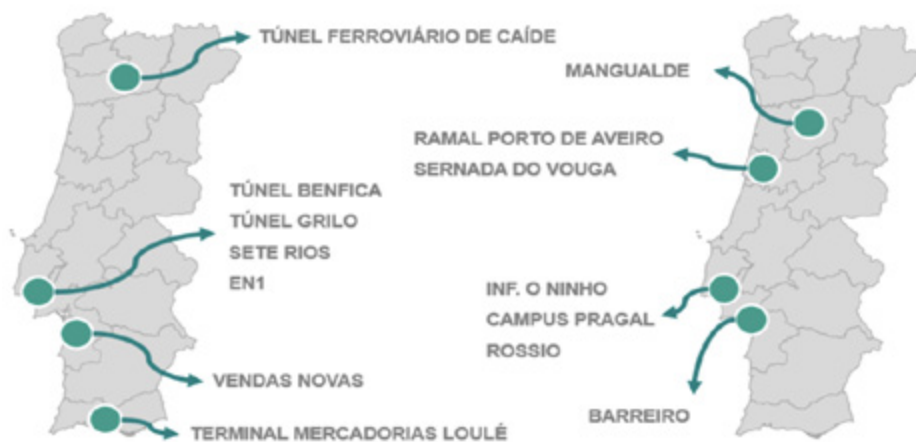 TÚNEL FERROVIÁRIO DE CAÍDE
TÚNEL BENFICA
TÚNEL GRILO
SETE RIOS
EN1
VENDAS NOVAS
TERMINAL MERCADORIAS LOULÉ
MANGUALDE
RAMAL PORTO DE AVEIRO
SERNADA DO VOUGA
INF. O NINHO
CAMPUS PRAGAL
ROSSIO
BARREIRO